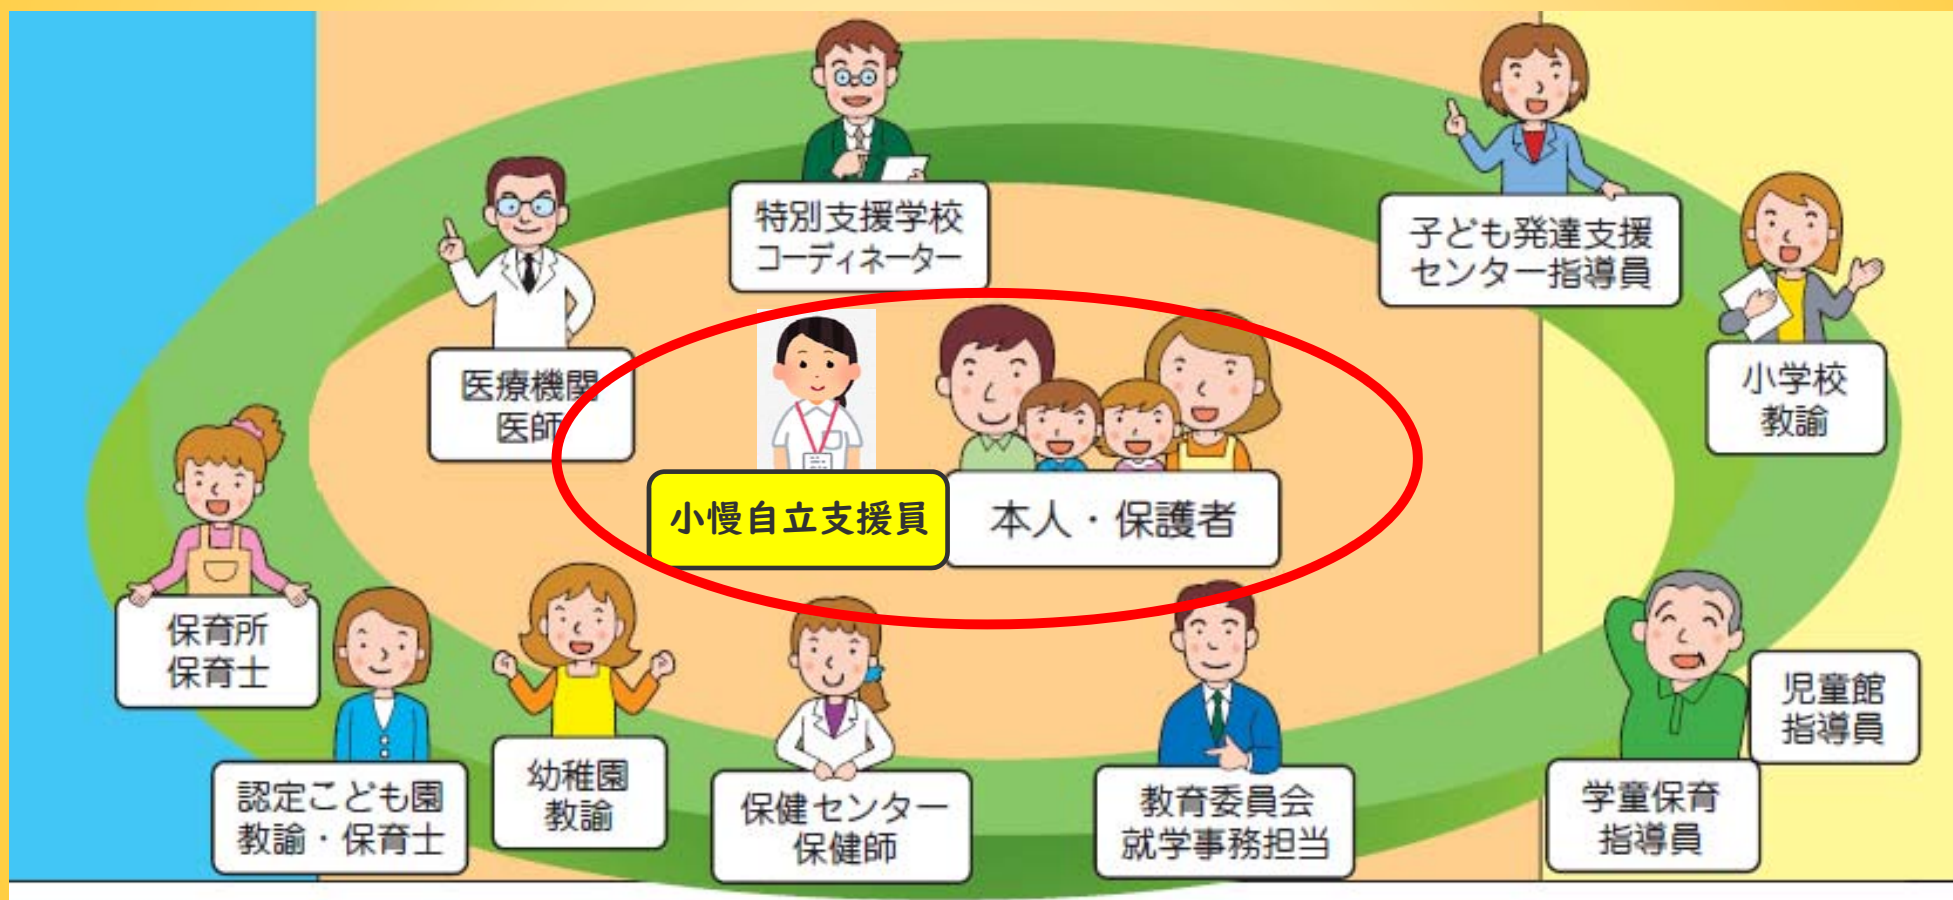 特別支援学校
コーディネーター
子ども発達支援
センター指導員
小学校
教諭
医療機関
医師
小慢自立支援員
本人・保護者
保育所
保育士
認定こども園
教諭・保育士
幼稚園
教諭
保健センター
保健師
教育委員会
就学事務担当
学童保育
指導員
児童館
指導員